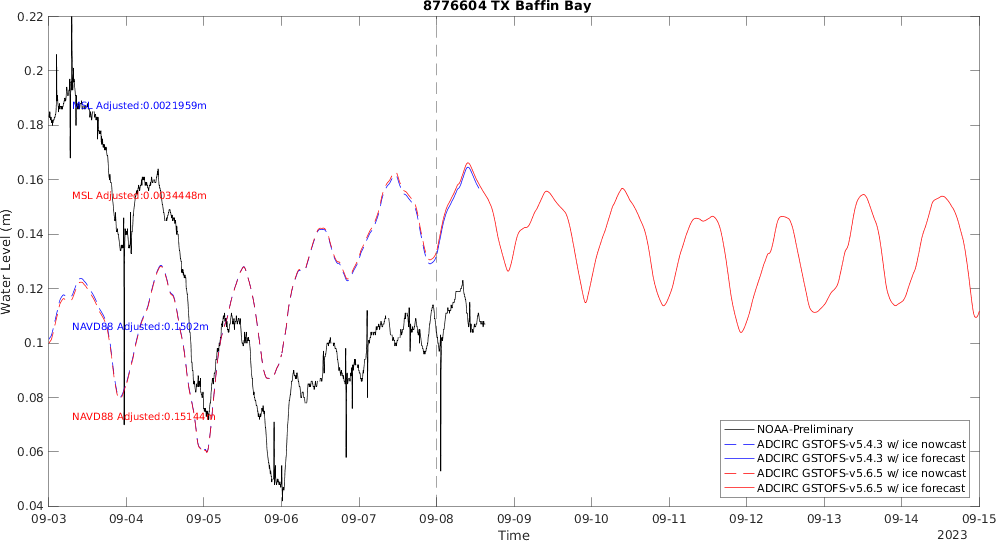 8776604 TX Baffin Bay
0.22
0.2
0.18
0.16
0.14
0.12
0.1
0.08
0.06
0.04
Water Level (m)
MSL Adjusted:0.0021959m
MSL Adjusted:0.0034448m
NAVD88 Adjusted:0.1502m
NAVD88 Adjusted:0.15144m
NOAA-Preliminary
ADCIRC GSTOFS-v5.4.3 w/ ice nowcast
ADCIRC GSTOFS-v5.4.3 w/ ice forecast
ADCIRC GSTOFS-v5.6.5 w/ ice nowcast
ADCIRC GSTOFS-v5.6.5 w/ ice forecast
09-03 09-04 09-05 09-06 09-07 09-08 09-09 09-10 09-11 09-12 09-13 09-14 09-15
Time
2023